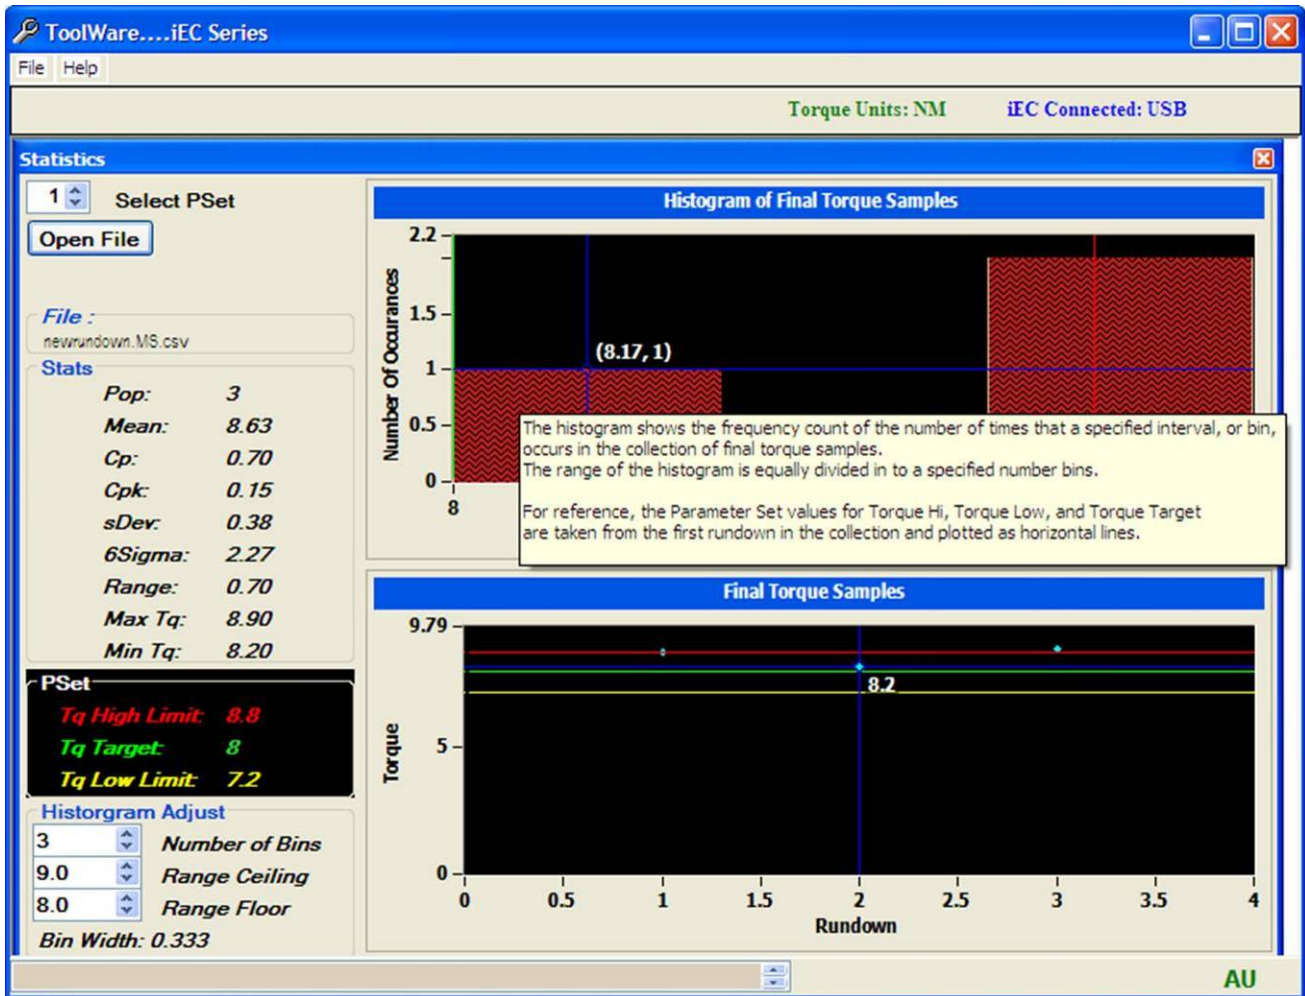 ToolWare....iEC Series
File Help
Torque Units: NM iEC Connected: USB
Statistics
1 Select PSet
Open File
File :
newrundown.MS.csv
Stats
Pop: 3
Mean: 8.63
Cp: 0.70
Cpk: 0.15
sDev: 0.38
6Sigma: 2.27
Range: 0.70
Max Tq: 8.90
Min Tq: 8.20
PSet
Tq High Limit: 8.8
Tq Target: 8
Tq Low Limit: 7.2
Historgram Adjust
3 Number of Bins
9.0 Range Ceiling
8.0 Range Floor
Bin Width: 0.333
Histogram of Final Torque Samples
Number Of Occurances
2.2
1.5
1
0.5
0
8
(8.17, 1)
The histogram shows the frequency count of the number of times that a specified interval, or bin,
occurs in the collection of final torque samples.
The range of the histogram is equally divided in to a specified number bins.
For reference, the Parameter Set values for Torque Hi, Torque Low, and Torque Target
are taken from the first rundown in the collection and plotted as horizontal lines.
Final Torque Samples
Torque
9.79
5
0
8.2
0 0.5 1 1.5 2 2.5 3 3.5 4
Rundown
AU